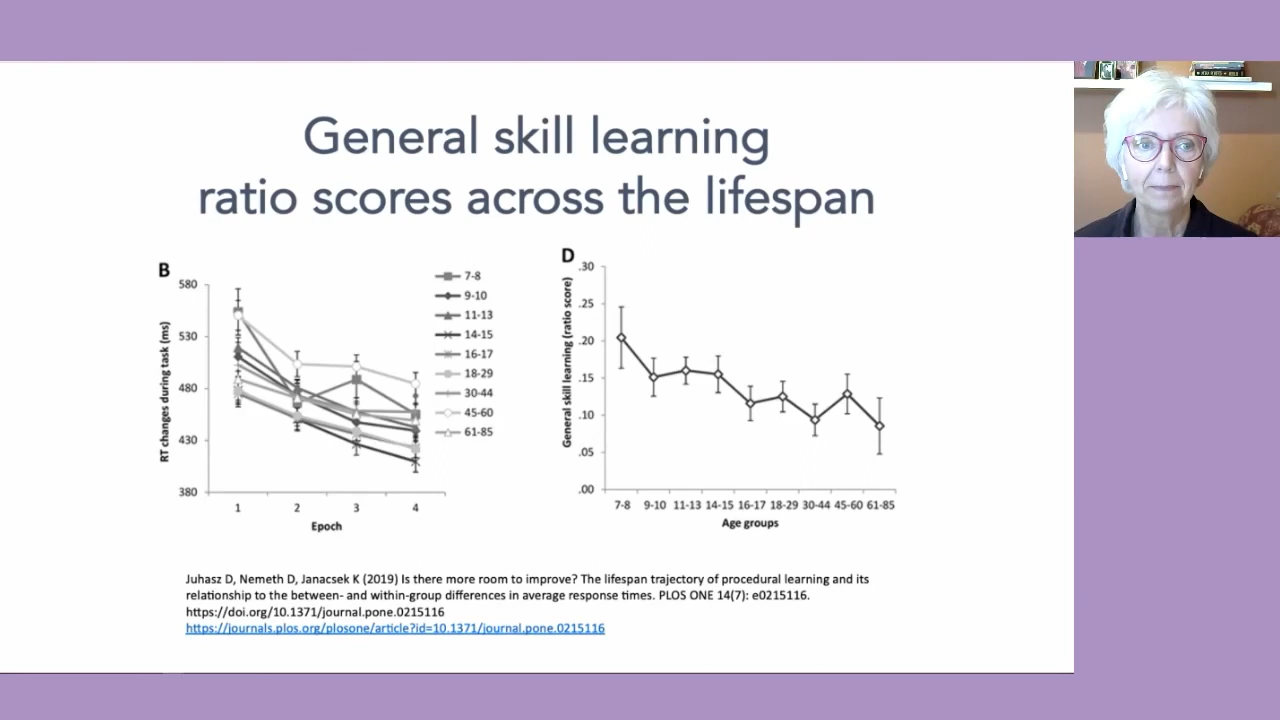 General skill learning
ratio scores across the lifespan
B
580
530
480
430
380
RT changes during task (ms)
1 2 3 4
Epoch
7-8
9-10
11-13
14-15
16-17
18-29
30-44
45-60
61-85
D
.30
.25
.20
.15
.10
.05
.00
General skill learning (ratio score)
7-8 9-10 11-13 14-15 16-17 18-29 30-44 45-60 61-85
Age groups
Juhasz D, Nemeth D, Janacsek K (2019) Is there more room to improve? The lifespan trajectory of procedural learning and its
relationship to the between- and within-group differences in average response times. PLOS ONE 14(7): e0215116.
https://doi.org/10.1371/journal.pone.0215116
https://journals.plos.org/plosone/article?id=10.1371/journal.pone.0215116